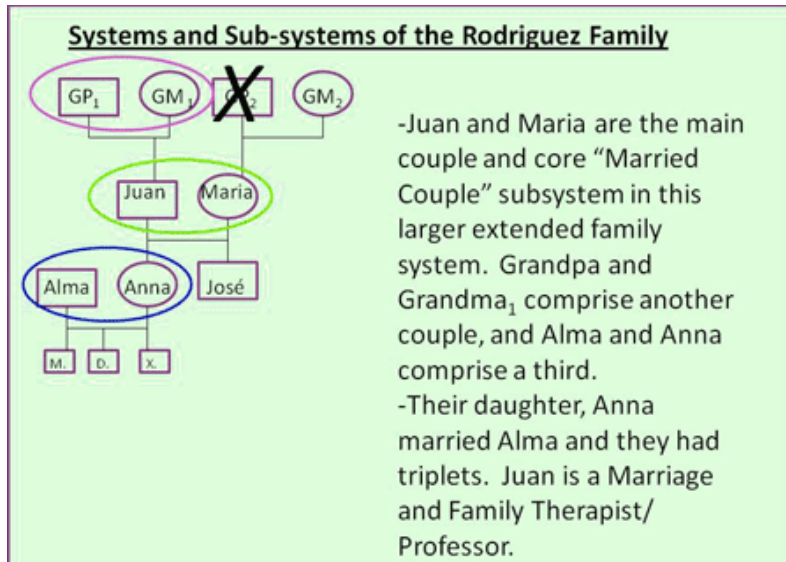 Systems and Sub-systems of the Rodriguez Family
GP1 GM1 GM2
Juan Maria
Alma Anna José
M. D. X.
-Juan and Maria are the main
couple and core “Married
Couple” subsystem in this
larger extended family
system. Grandpa and
Grandma1 comprise another
couple, and Alma and Anna
comprise a third.
-Their daughter, Anna
married Alma and they had
triplets. Juan is a Marriage
and Family Therapist/
Professor.